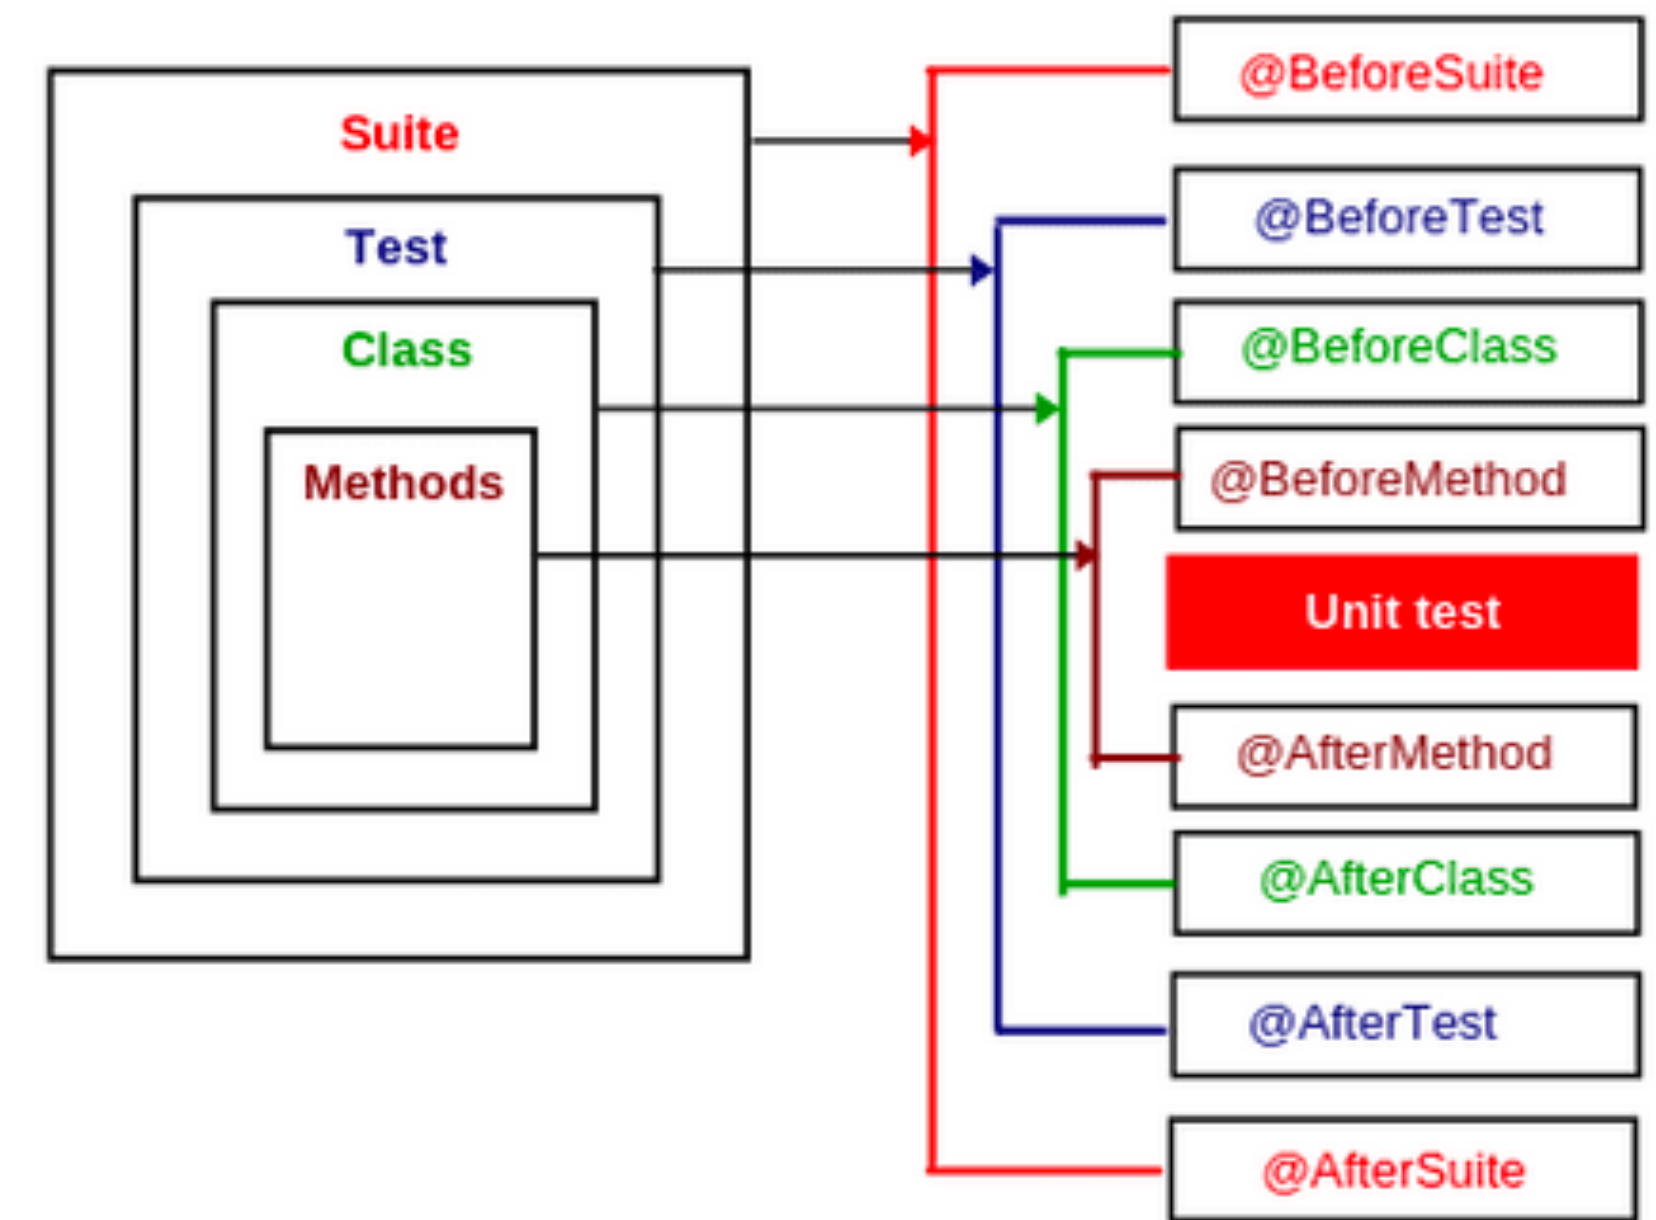 Suite
Test
Class
Methods
@BeforeSuite
@BeforeTest
@BeforeClass
@BeforeMethod
Unit test
@AfterMethod
@AfterClass
@AfterTest
@AfterSuite